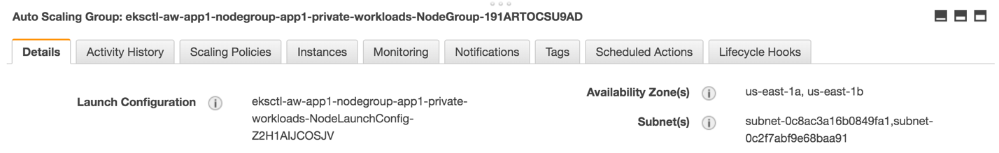 Auto Scaling Group: eksctl-aw-app1-nodegroup-app1-private-workloads-NodeGroup-191ARTOCSU9AD
Details Activity History Scaling Policies Instances Monitoring Notifications Tags Scheduled Actions Lifecycle Hooks
Launch Configuration
eksctl-aw-app1-nodegroup-app1-private-
workloads-NodeLaunchConfig-
Z2H1AIJCOSJV
Availability Zone(s) us-east-1a, us-east-1b
Subnet(s) subnet-0c8ac3a16b0849fa1,subnet-
0c2f7abf9e68baa91